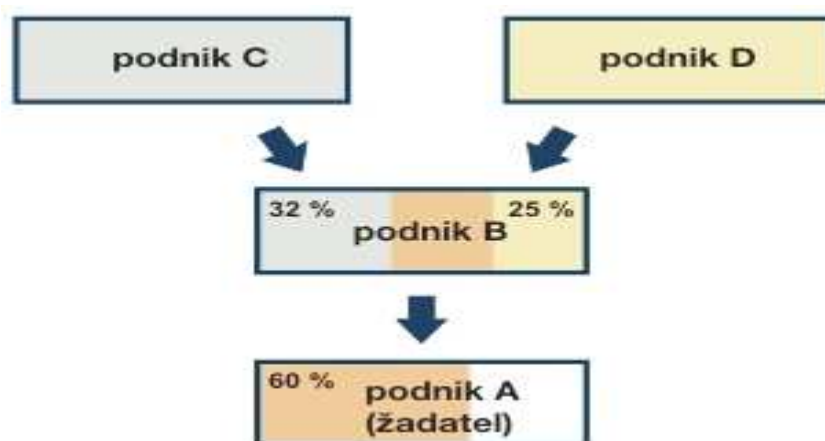 podnik C
podnik D
32 %
25 %
podnik B
60 %
podnik A
(žadatel)